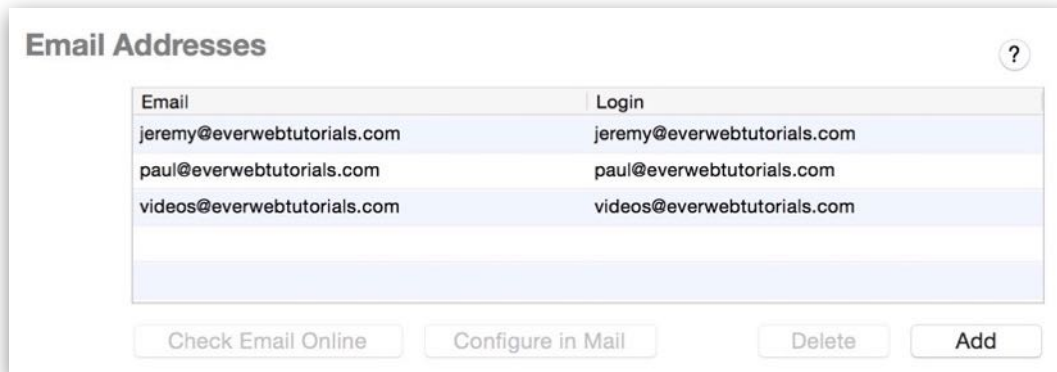 Email Addresses
?
Email Login
jeremy@everwebtutorials.com jeremy@everwebtutorials.com
paul@everwebtutorials.com paul@everwebtutorials.com
videos@everwebtutorials.com videos@everwebtutorials.com
Check Email Online Configure in Mail Delete Add